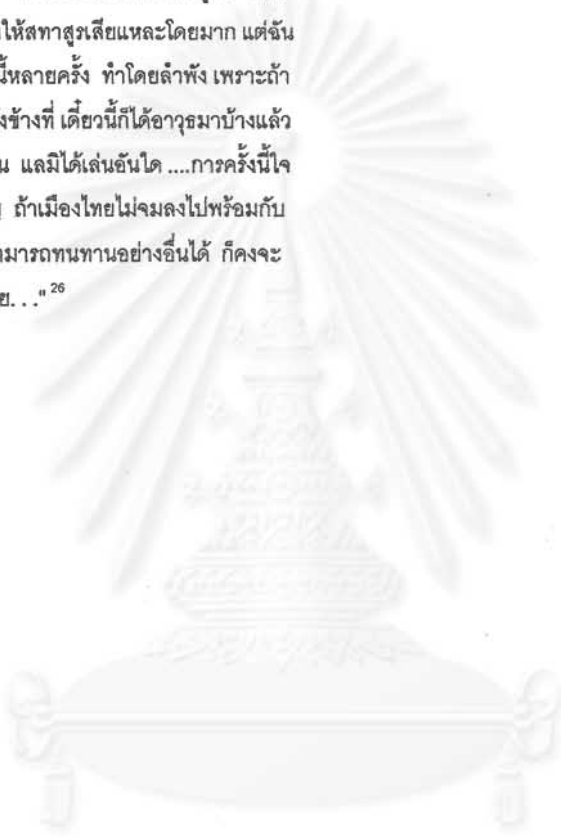 ให้สทาสูรเสียแหละโดยมาก แต่ฉัน
นี้หลายครั้ง ทำโดยลำพัง เพราะถ้า
ข้างที่ เดี๋ยวนี้ก็ได้อาวุธมาบ้างแล้ว
น แลมิได้เล่นอันใด ....การครั้งนี้ใจ
ถ้าเมืองไทยไม่จมลงไปพร้อมกับ
ามารถทนทานอย่างอื่นได้ ก็คงจะ
ย. . ." 26